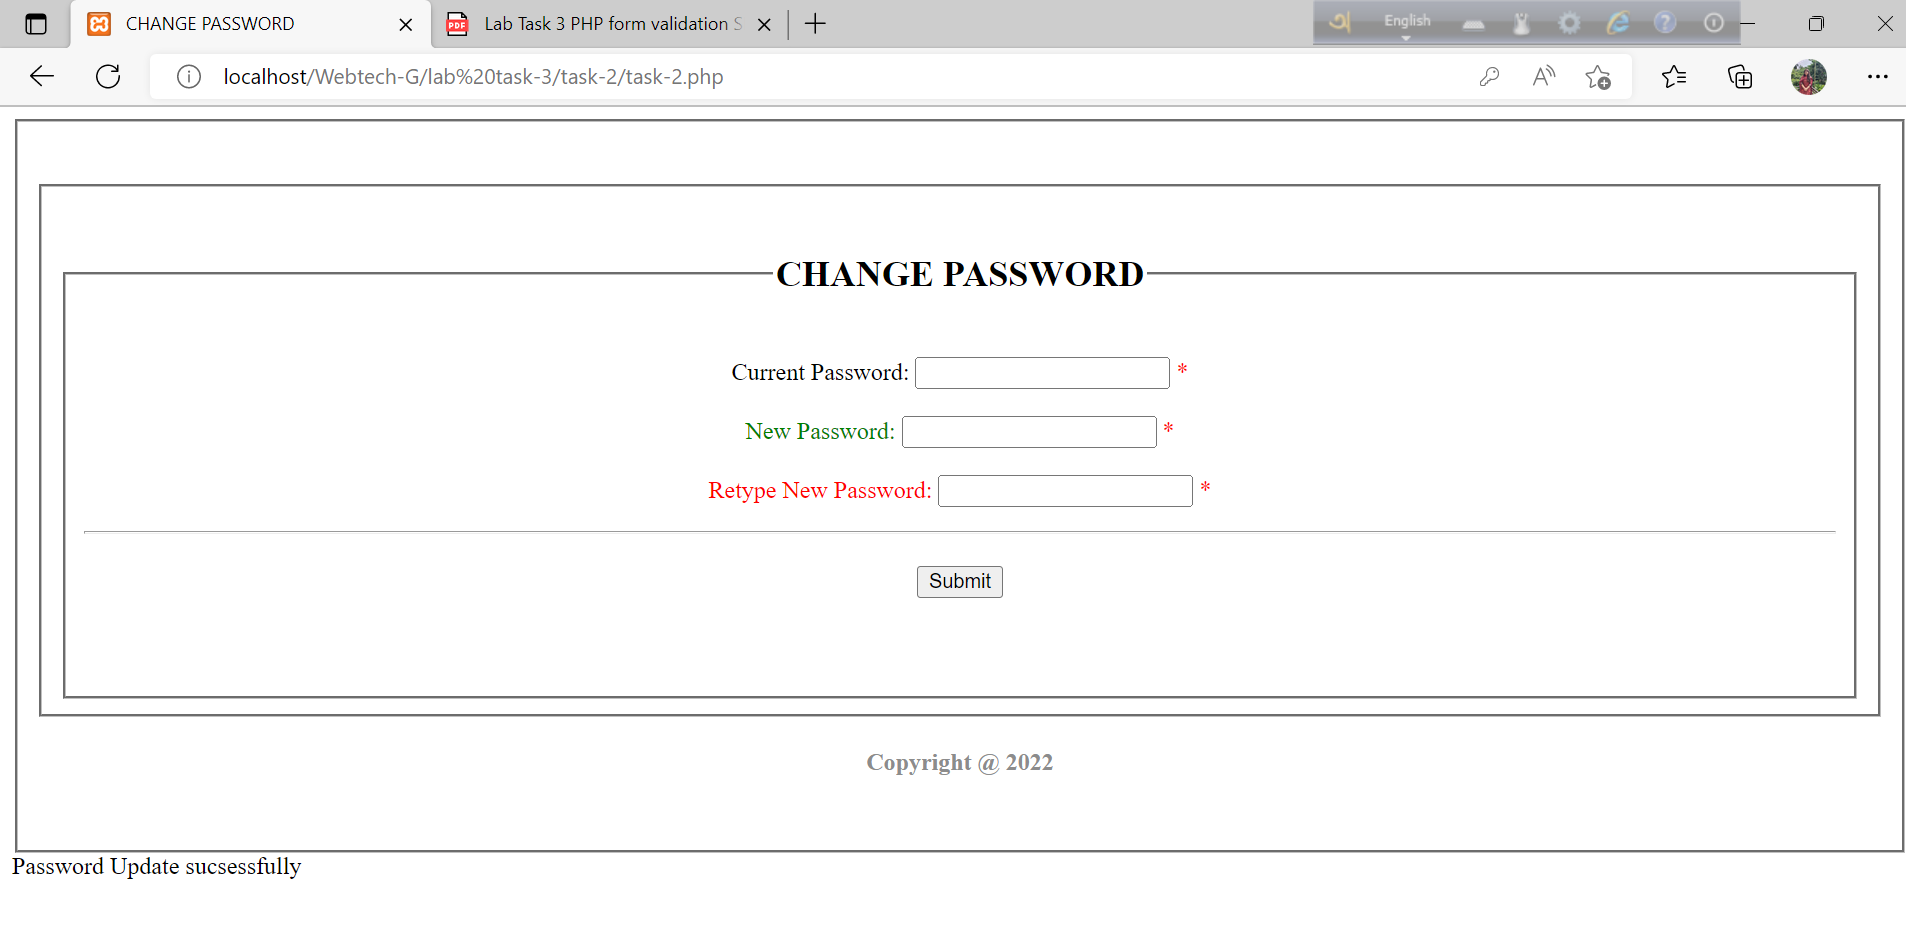 CHANGE PASSWORD
PDF
Lab Task 3 PHP form validation S
অ
English
localhost/Webtech-G/lab%20task-3/task-2/task-2.php
CHANGE PASSWORD
Current Password: *
New Password: *
Retype New Password: *
Submit
Copyright @ 2022
Password Update sucsessfully